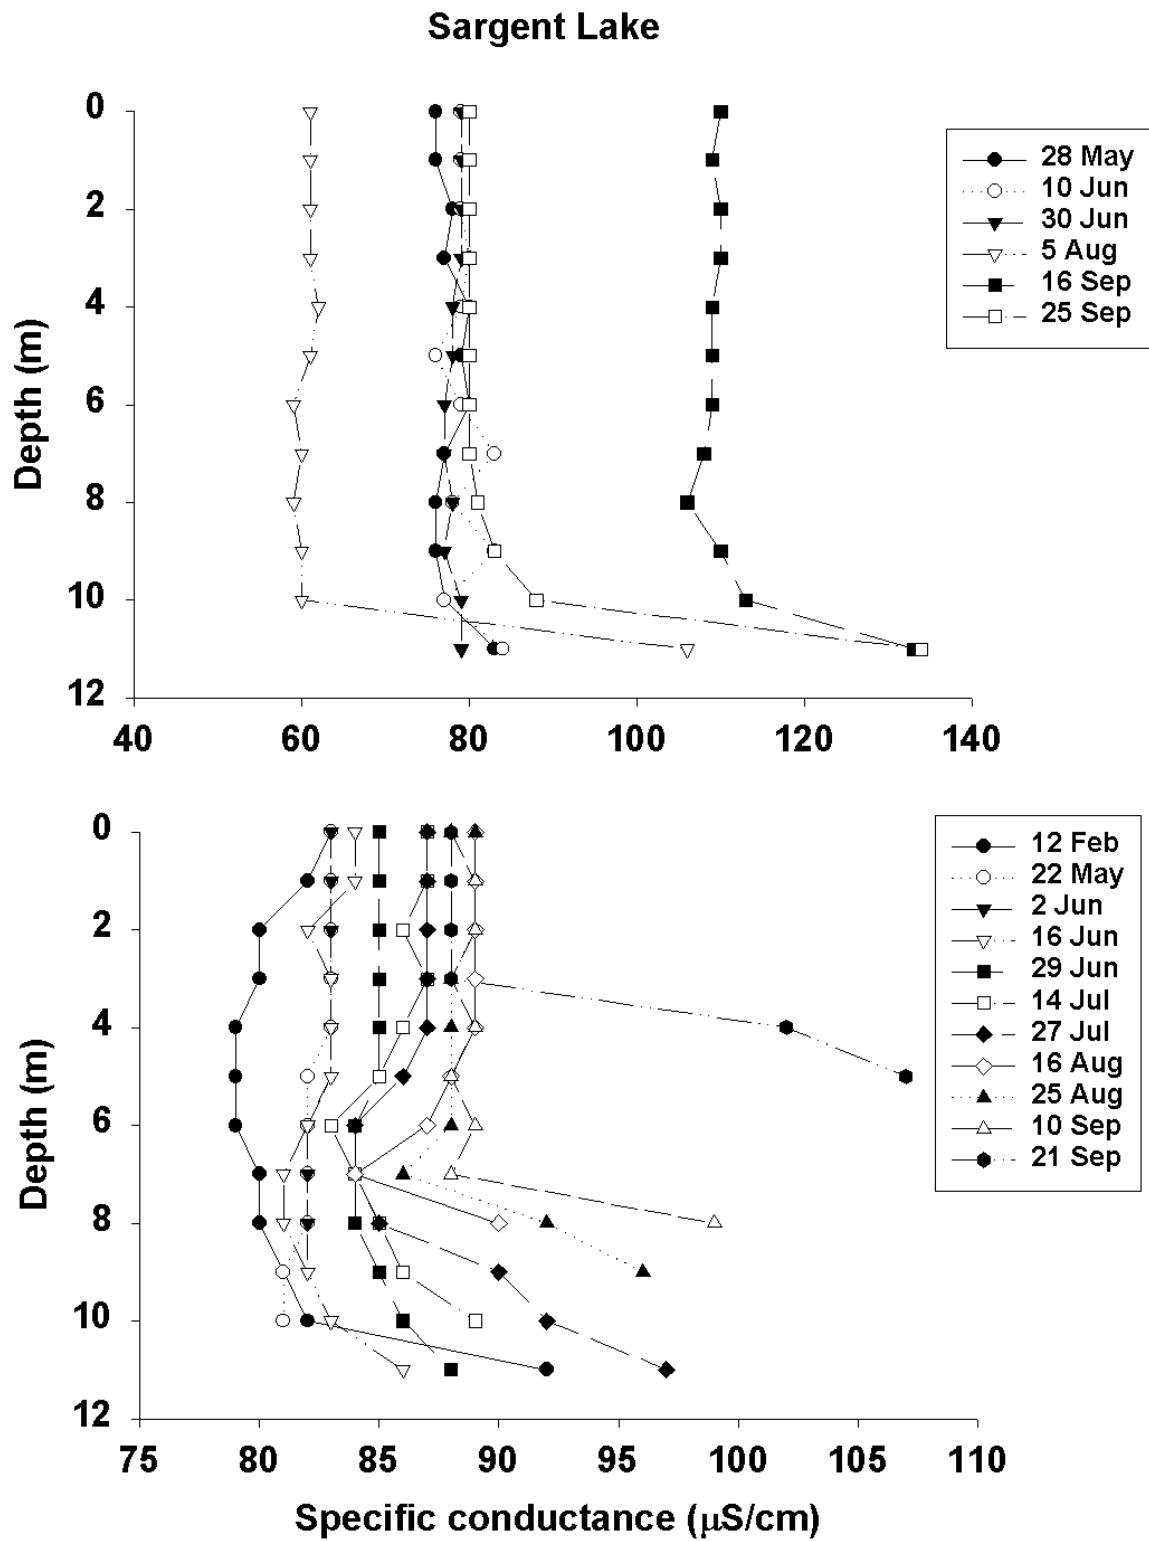 Sargent Lake
0
2
4
6
8
10
12
Depth (m)
40 60 80 100 120 140
28 May
10 Jun
30 Jun
5 Aug
16 Sep
25 Sep
0
2
4
6
8
10
12
Depth (m)
75 80 85 90 95 100 105 110
Specific conductance (μS/cm)
12 Feb
22 May
2 Jun
16 Jun
29 Jun
14 Jul
27 Jul
16 Aug
25 Aug
10 Sep
21 Sep